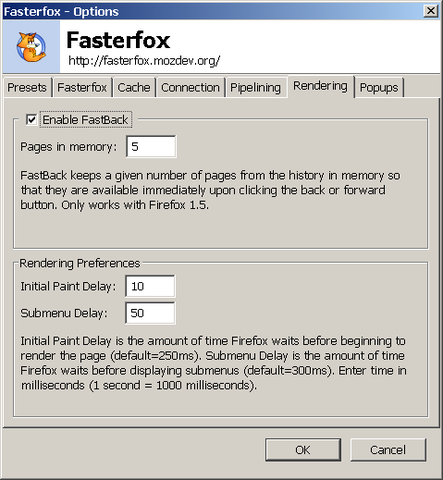 Fasterfox - Options
Fasterfox
http://fasterfox.mozdev.org/
Presets Fasterfox Cache Connection Pipelining Rendering Popups
Enable FastBack
Pages in memory: 5
FastBack keeps a given number of pages from the history in memory so
that they are available immediately upon clicking the back or forward
button. Only works with Firefox 1.5.
Rendering Preferences
Initial Paint Delay: 10
Submenu Delay: 50
Initial Paint Delay is the amount of time Firefox waits before beginning to
render the page (default=250ms). Submenu Delay is the amount of time
Firefox waits before displaying submenus (default=300ms). Enter time in
milliseconds (1 second = 1000 milliseconds).
OK Cancel